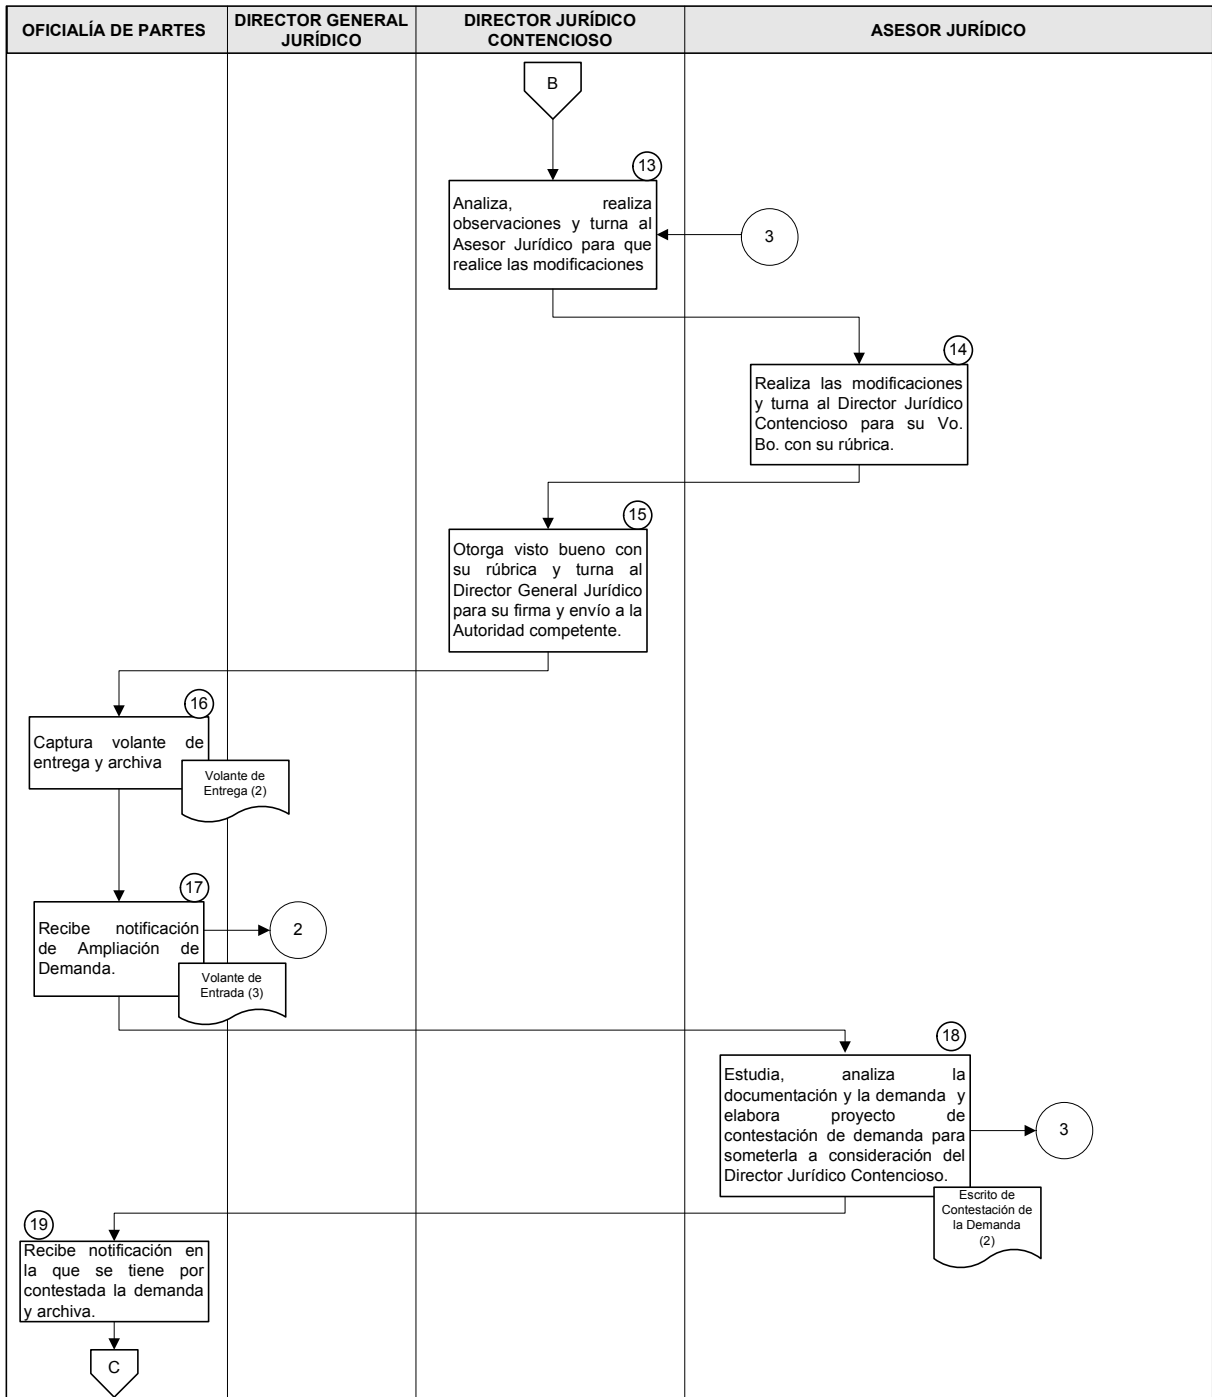 OFICIALÍA DE PARTES
DIRECTOR GENERAL
JURÍDICO
DIRECTOR JURÍDICO
CONTENCIOSO
ASESOR JURÍDICO
B
13
Analiza, realiza
observaciones y turna al
Asesor Jurídico para que
realice las modificaciones
3
14
Realiza las modificaciones
y turna al Director Jurídico
Contencioso para su Vo.
Bo. con su rúbrica.
15
Otorga visto bueno con
su rúbrica y turna al
Director General Jurídico
para su firma y envío a la
Autoridad competente.
16
Captura volante de
entrega y archiva
Volante de
Entrega (2)
17
Recibe notificación
de Ampliación de
Demanda.
2
Volante de
Entrada (3)
18
Estudia, analiza la
documentación y la demanda y
elabora proyecto de
contestación de demanda para
someterla a consideración del
Director Jurídico Contencioso.
3
Escrito de
Contestación de
la Demanda
(2)
19
Recibe notificación en
la que se tiene por
contestada la demanda
y archiva.
C